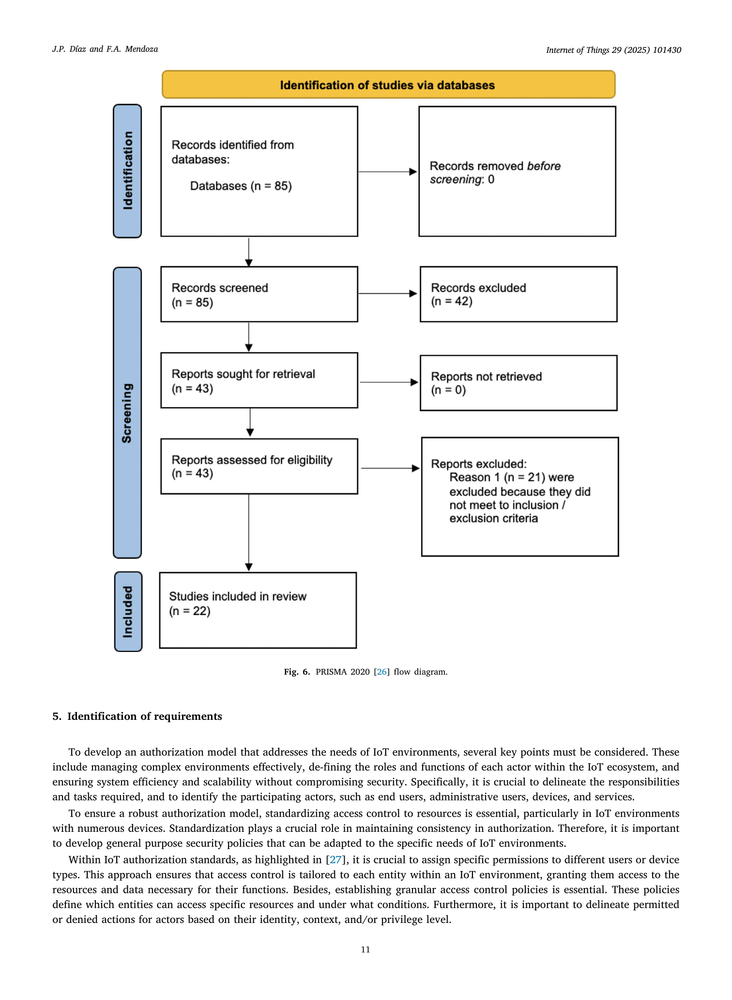 J.P. Díaz and F.A. Mendoza
Internet of Things 29 (2025) 101430
Identification of studies via databases
Identification
Records identified from
databases:
Databases (n = 85)
Records removed before
screening: 0
Screening
Records screened
(n = 85)
Records excluded
(n = 42)
Reports sought for retrieval
(n = 43)
Reports not retrieved
(n = 0)
Reports assessed for eligibility
(n = 43)
Reports excluded:
Reason 1 (n = 21) were
excluded because they did
not meet to inclusion /
exclusion criteria
Included
Studies included in review
(n = 22)
Fig. 6. PRISMA 2020 [26] flow diagram.
5. Identification of requirements
To develop an authorization model that addresses the needs of IoT environments, several key points must be considered. These
include managing complex environments effectively, de-fining the roles and functions of each actor within the IoT ecosystem, and
ensuring system efficiency and scalability without compromising security. Specifically, it is crucial to delineate the responsibilities
and tasks required, and to identify the participating actors, such as end users, administrative users, devices, and services.
To ensure a robust authorization model, standardizing access control to resources is essential, particularly in IoT environments
with numerous devices. Standardization plays a crucial role in maintaining consistency in authorization. Therefore, it is important
to develop general purpose security policies that can be adapted to the specific needs of IoT environments.
Within IoT authorization standards, as highlighted in [27], it is crucial to assign specific permissions to different users or device
types. This approach ensures that access control is tailored to each entity within an IoT environment, granting them access to the
resources and data necessary for their functions. Besides, establishing granular access control policies is essential. These policies
define which entities can access specific resources and under what conditions. Furthermore, it is important to delineate permitted
or denied actions for actors based on their identity, context, and/or privilege level.
11